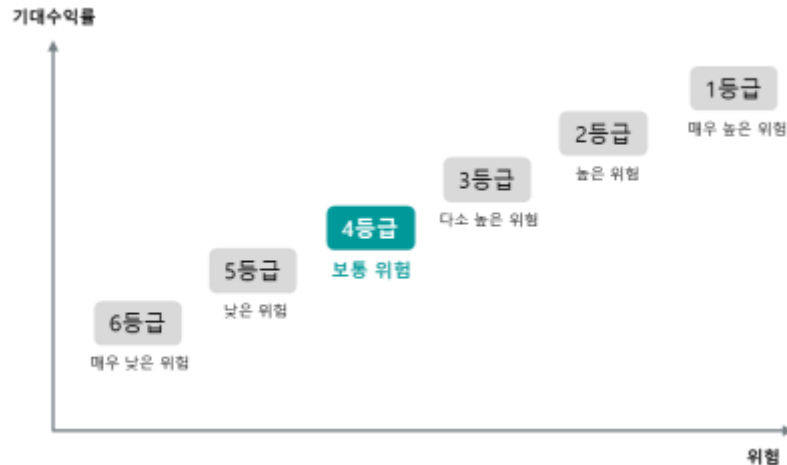 기대수익률
1등급
매우 높은 위험
2등급
높은 위험
3등급
다소 높은 위험
4등급
보통 위험
5등급
낮은 위험
6등급
매우 낮은 위험
위험